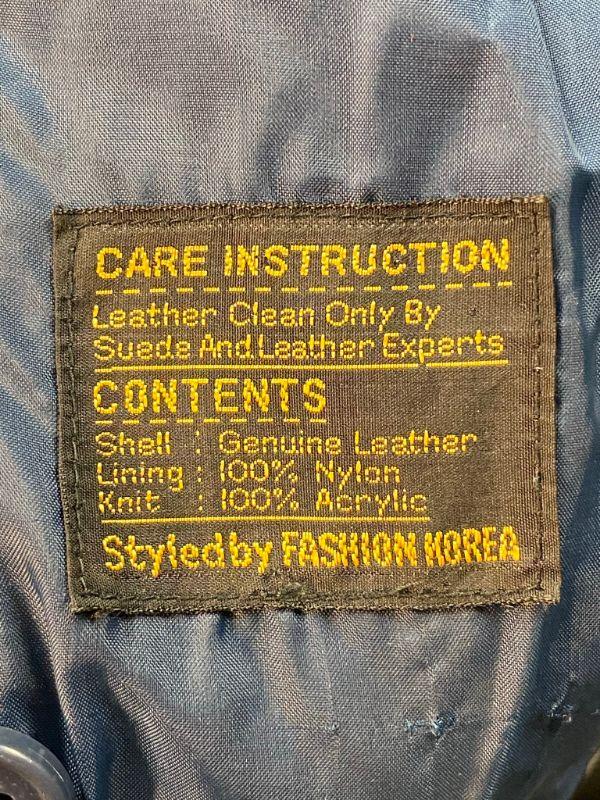 CARE INSTRUCTION
Leather Clean Only By
Suede And Leather Experts
CONTENTS
Shell : Genuine Leather
Lining : 100% Nylon
Knit : 100% Acrylic
Styled by FASHION KOREA